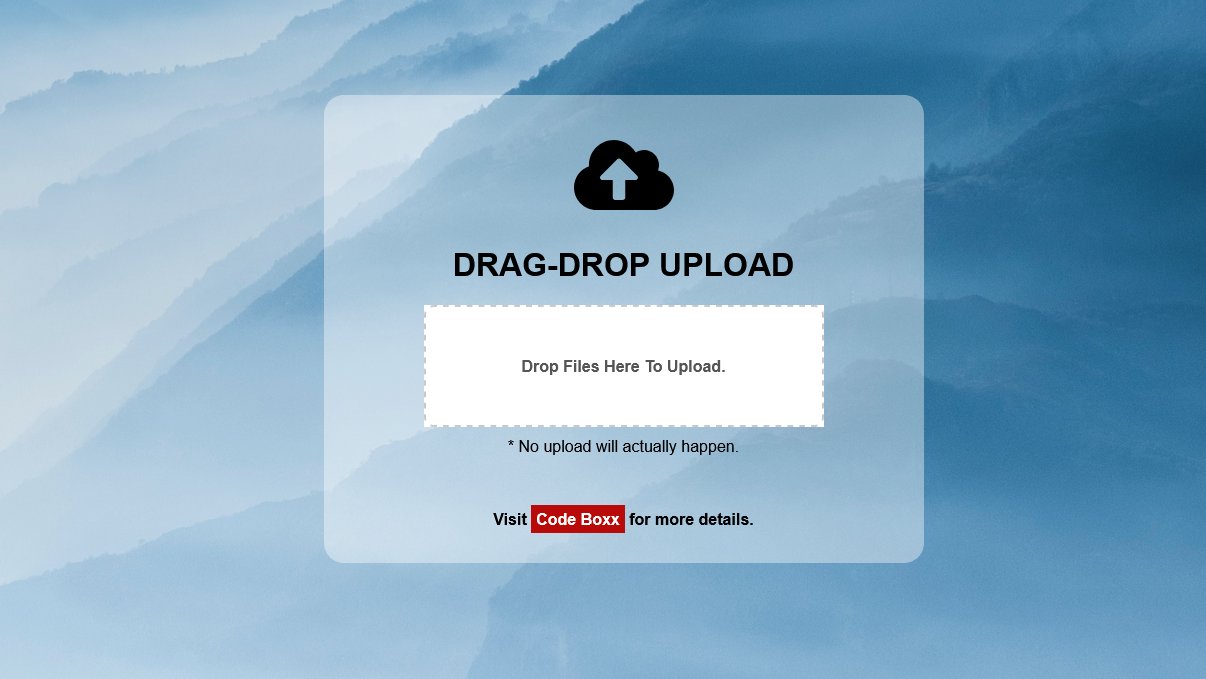 DRAG-DROP UPLOAD
Drop Files Here To Upload.
* No upload will actually happen.
Visit Code Boxx for more details.